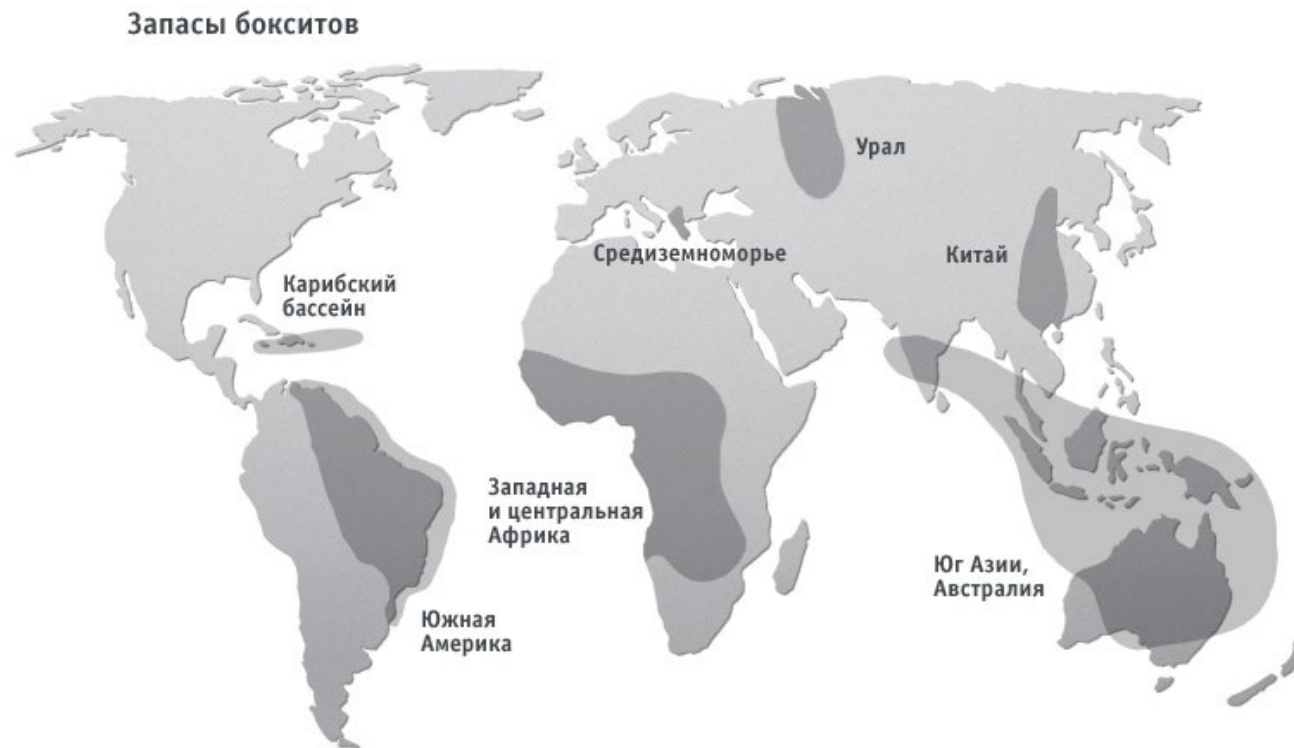 Запасы бокситов
Урал
Средиземноморье
Китай
Карибский
бассейн
Западная
и центральная
Африка
Юг Азии,
Австралия
Южная
Америка